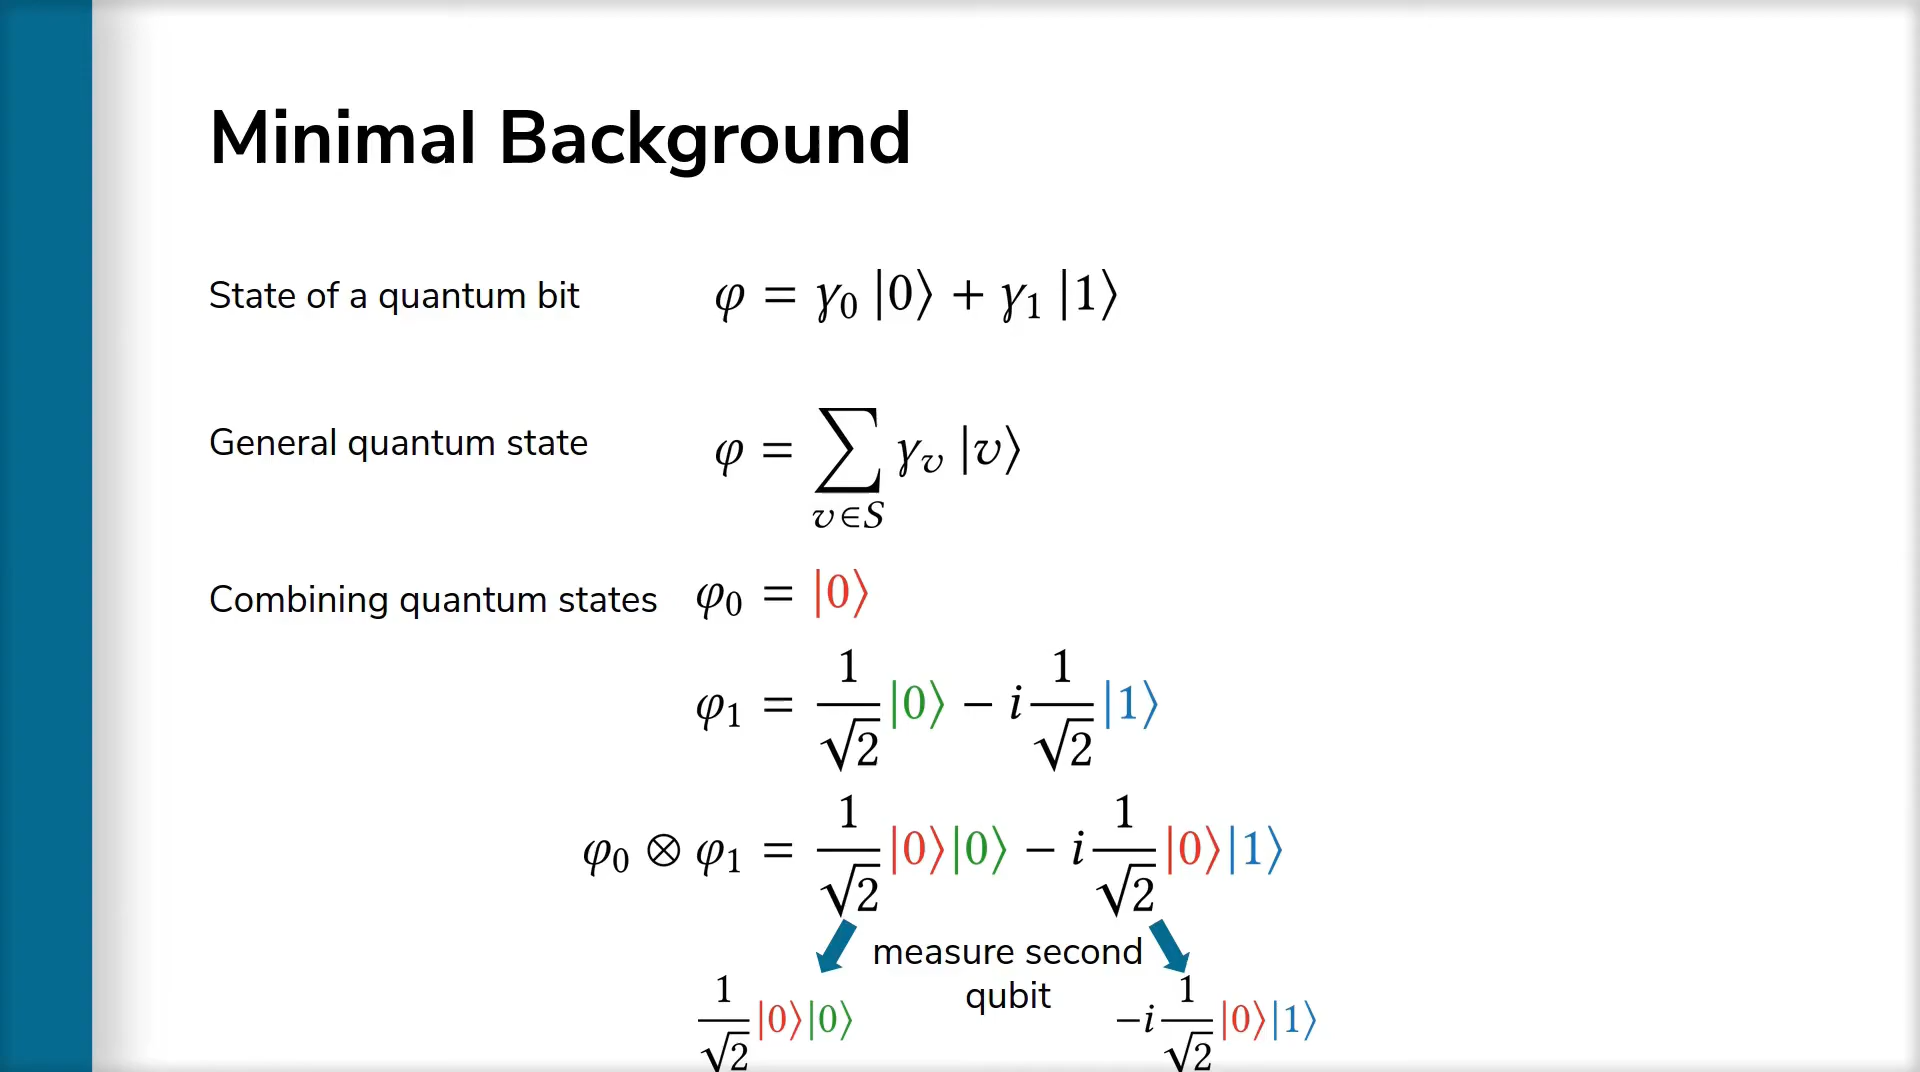 Minimal Background
State of a quantum bit φ = γ₀ |0⟩ + γ₁ |1⟩
General quantum state φ = ∑_{v∈S} γᵥ |v⟩
Combining quantum states φ₀ = |0⟩
φ₁ = 1/√2 |0⟩ − i 1/√2 |1⟩
φ₀ ⊗ φ₁ = 1/√2 |0⟩|0⟩ − i 1/√2 |0⟩|1⟩
measure second
qubit
1/√2 |0⟩|0⟩ −i 1/√2 |0⟩|1⟩